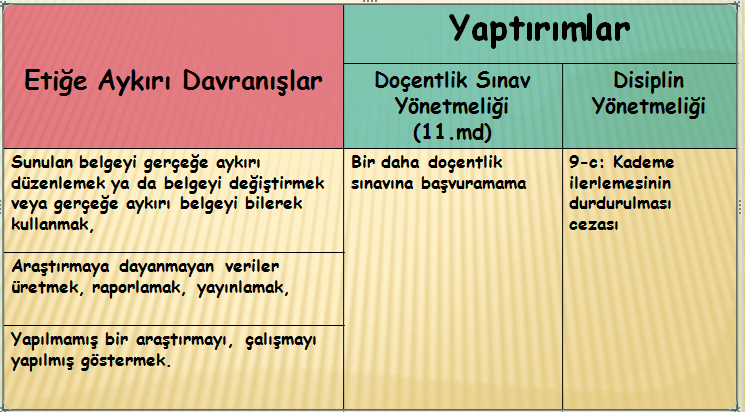 Etiğe Aykırı Davranışlar
Yaptırımlar
Doçentlik Sınav
Yönetmeliği
(11.md)
Disiplin
Yönetmeliği
Sunulan belgeyi gerçeğe aykırı
düzenlemek ya da belgeyi değiştirmek
veya gerçeğe aykırı belgeyi bilerek
kullanmak,
Bir daha doçentlik
sınavına başvuramama
9-c: Kademe
ilerlemesinin
durdurulması
cezası
Araştırmaya dayanmayan veriler
üretmek, raporlamak, yayınlamak,
Yapılmamış bir araştırmayı, çalışmayı
yapılmış göstermek.